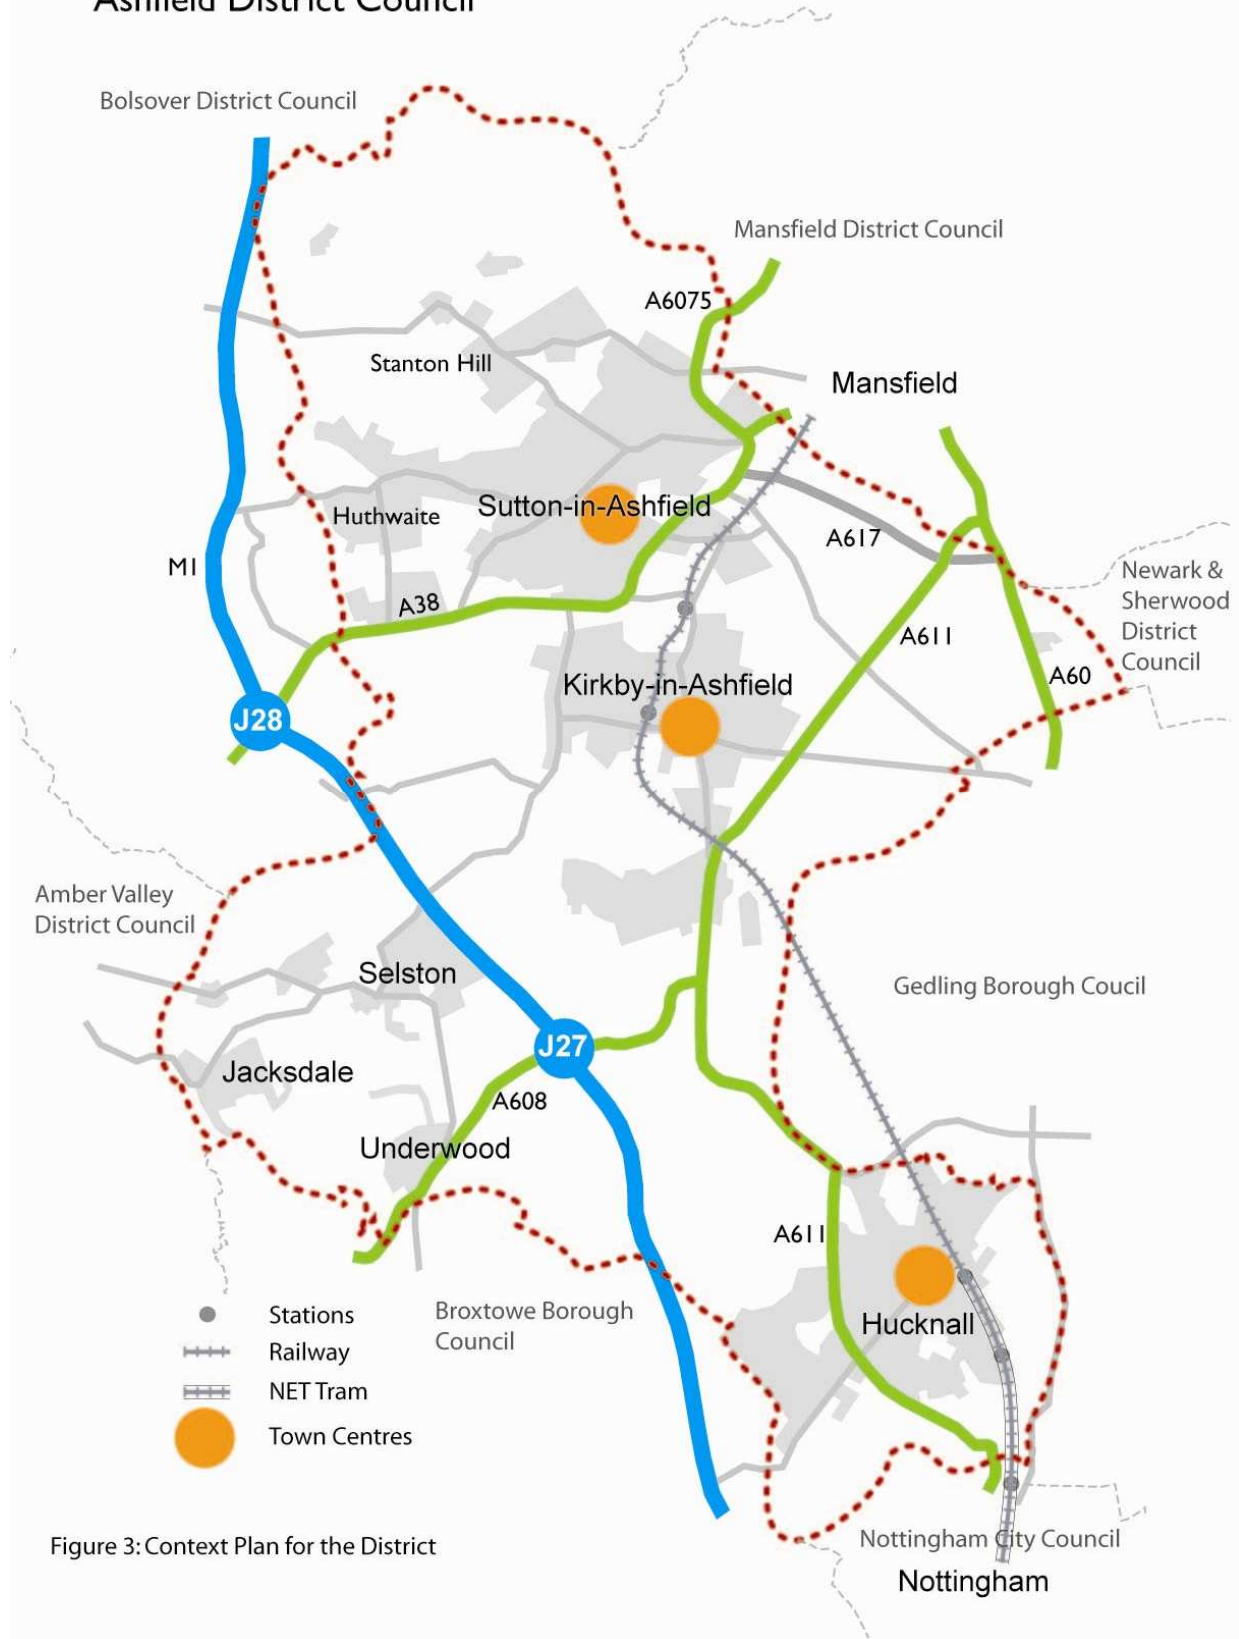 Ashfield District Council
Bolsover District Council
Mansfield District Council
A6075
Stanton Hill
Mansfield
Sutton-in-Ashfield
Huthwaite
A617
M1
A38
Newark &
Sherwood
District
Council
A611
A60
Kirkby-in-Ashfield
J28
Amber Valley
District Council
Selston
Gedling Borough Coucil
J27
Jacksdale
A608
Underwood
A611
Hucknall
Stations
Railway
NET Tram
Town Centres
Broxtowe Borough
Council
Figure 3: Context Plan for the District
Nottingham City Council
Nottingham